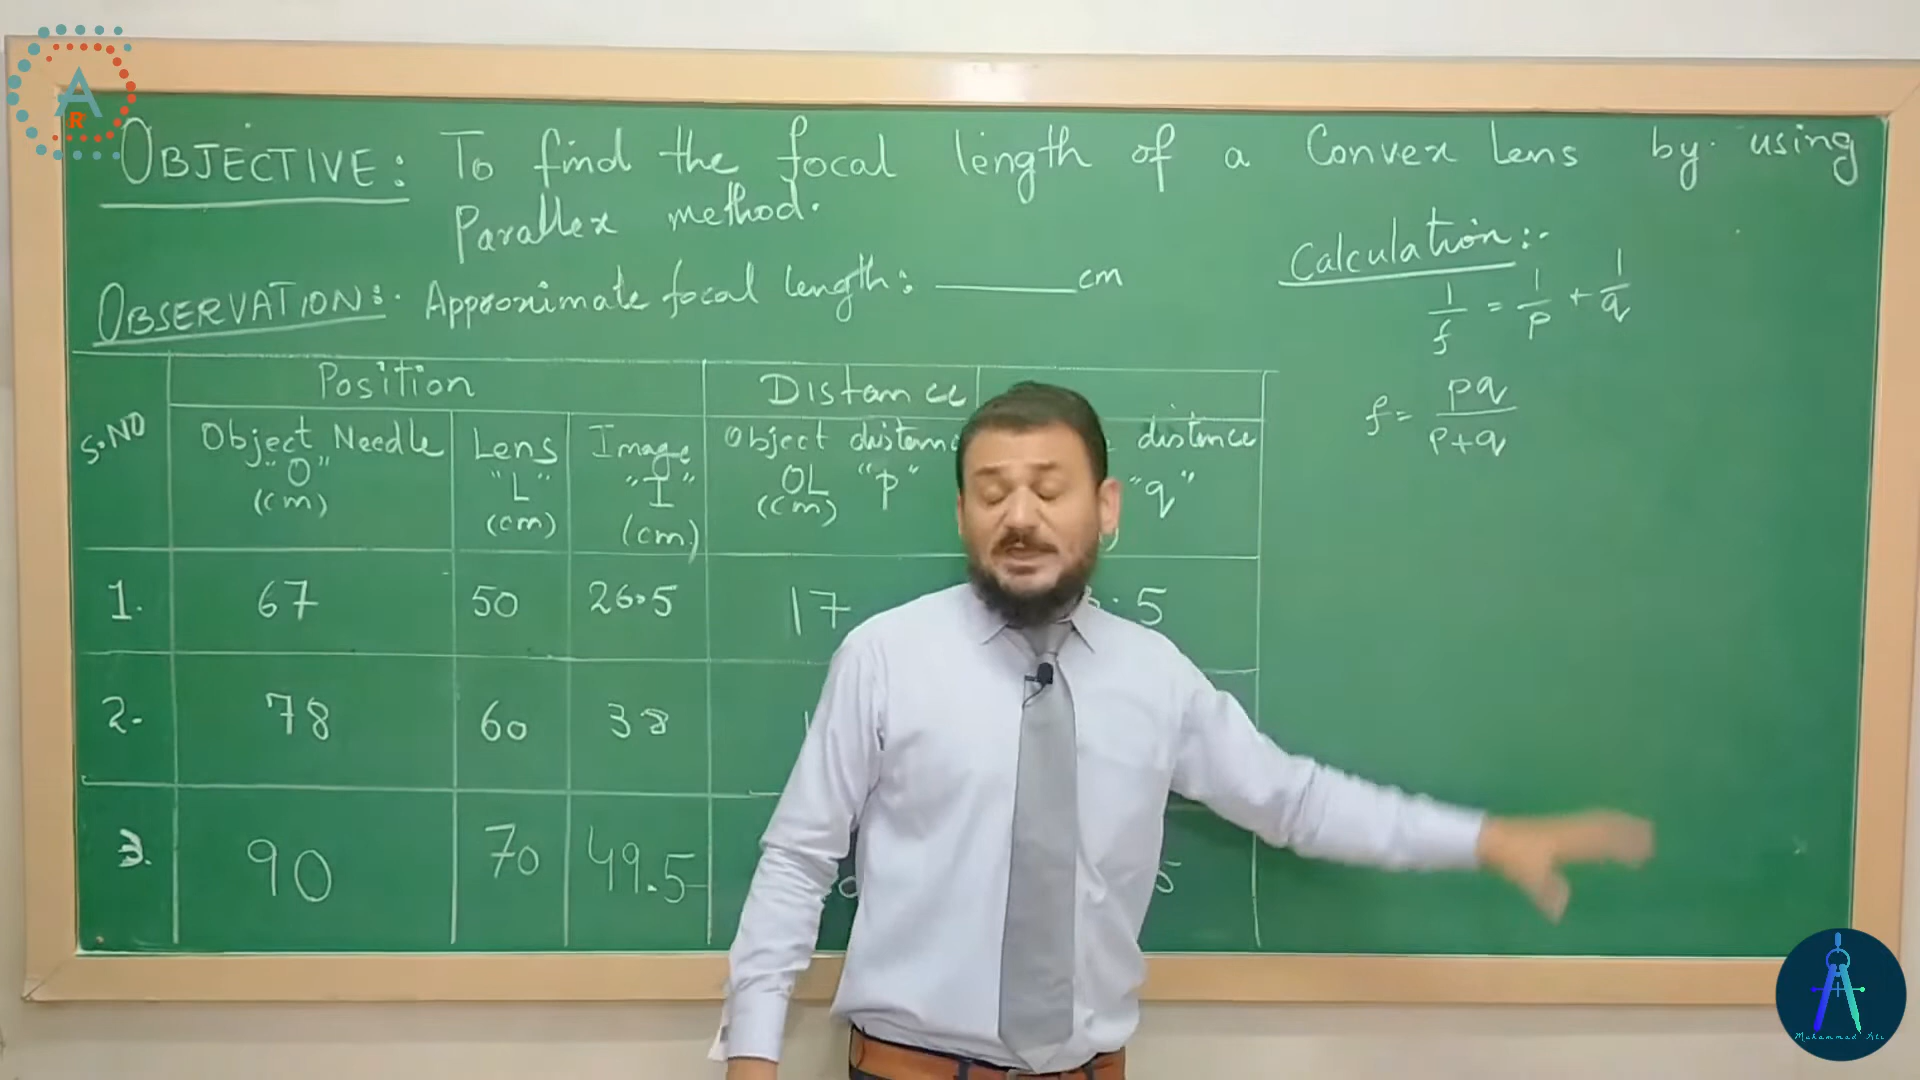 OBJECTIVE: To find the focal length of a Convex Lens by using
Parallex method.
Calculation:-
1/f = 1/p + 1/q
f = pq/p+q
OBSERVATION:- Approximate focal length: ______ cm
S.NO Position Distance
Object Needle "O" (cm) Lens "L" (cm) Image "I" (cm) Object OL "p" (cm) distance "q"
1. 67 50 26.5 17 .5
2. 78 60 38
3. 90 70 49.5 5
A
R
Muhammad Ali